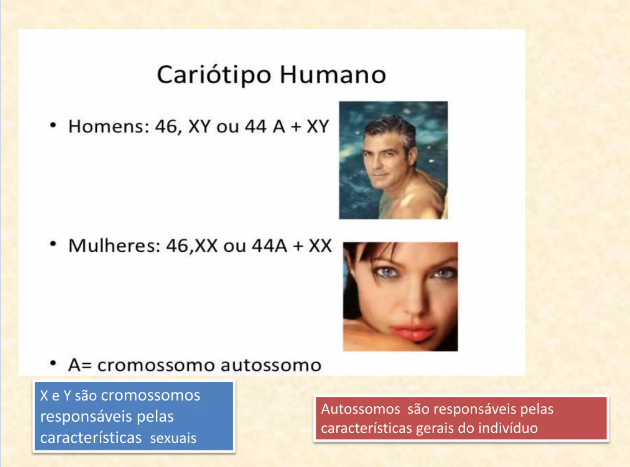 Cariótipo Humano
• Homens: 46, XY ou 44 A + XY
• Mulheres: 46,XX ou 44A + XX
• A= cromossomo autossomo
X e Y são cromossomos
responsáveis pelas
características sexuais
Autossomos são responsáveis pelas
características gerais do indivíduo